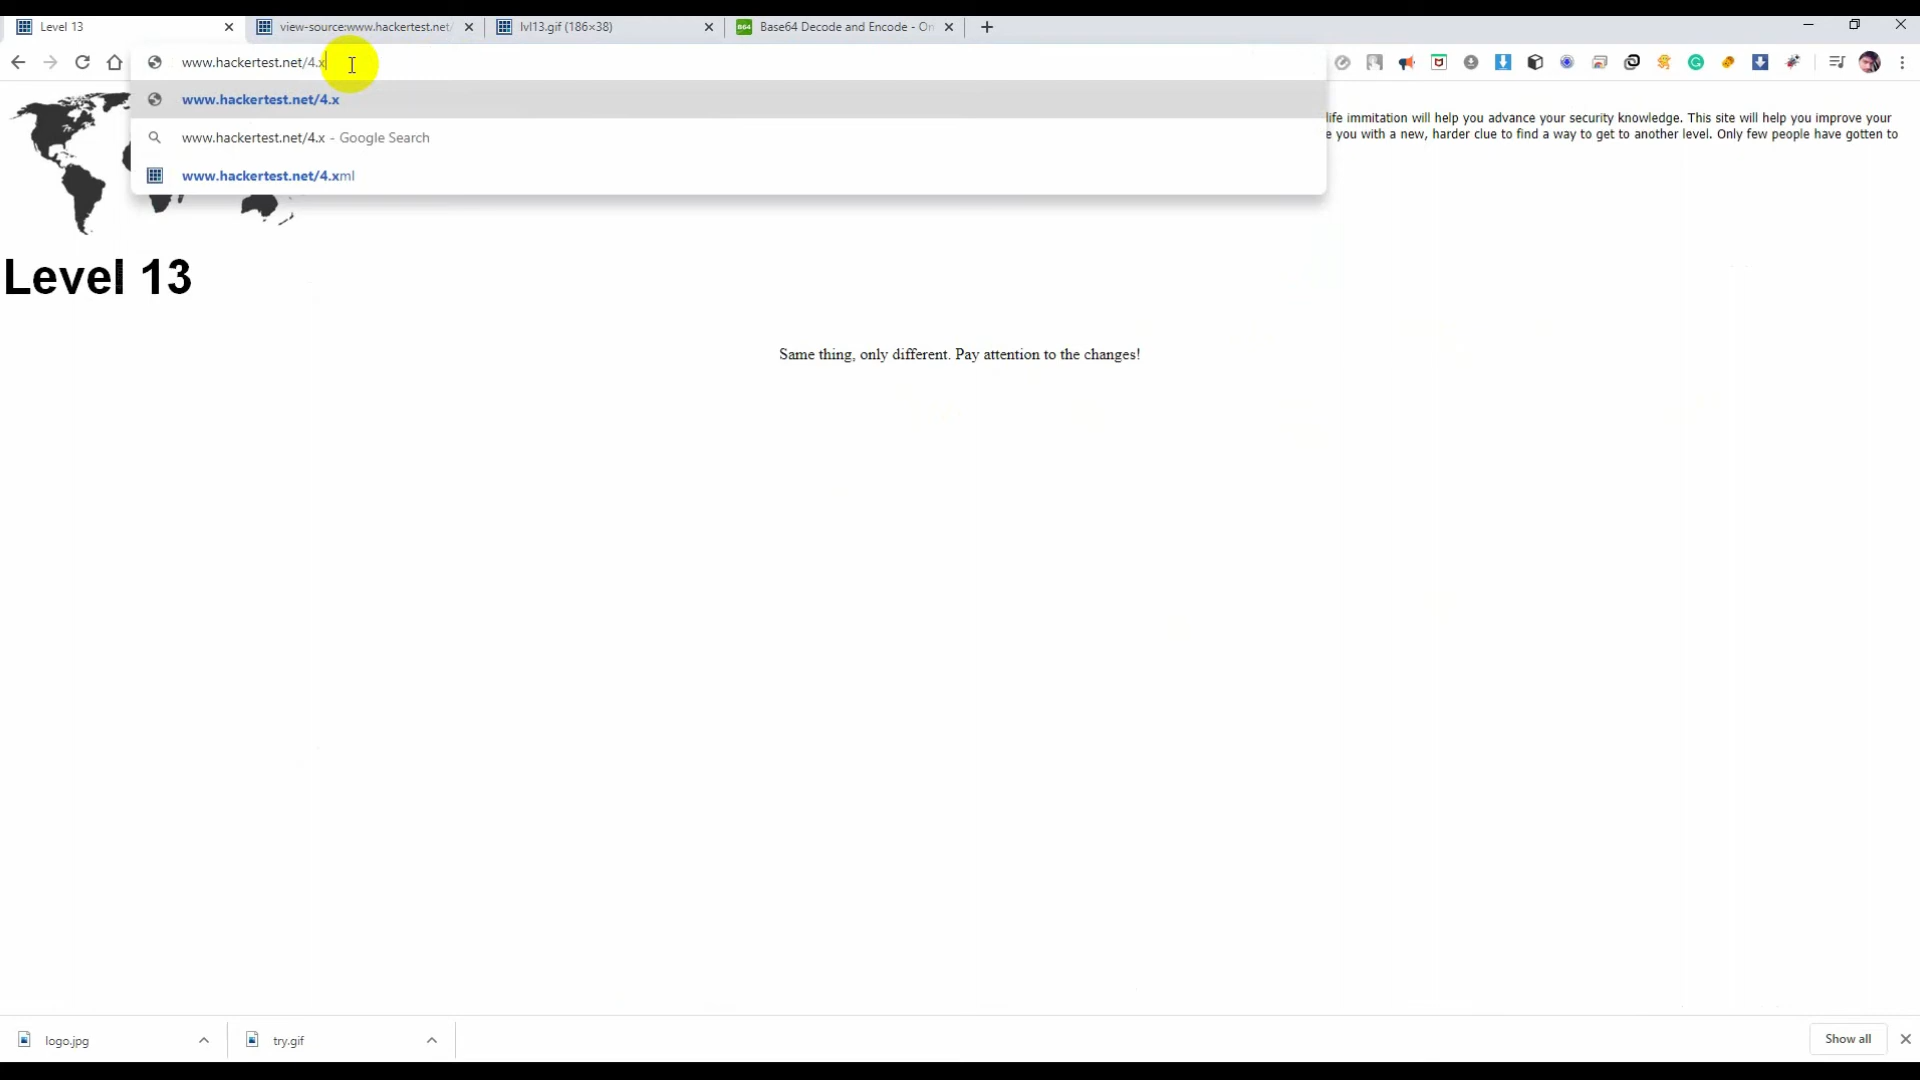 Level 13
view-source:www.hackertest.net/
lvl13.gif (186×38)
Base64 Decode and Encode - On
www.hackertest.net/4.x
www.hackertest.net/4.x
www.hackertest.net/4.x - Google Search
www.hackertest.net/4.xml
life immitation will help you advance your security knowledge. This site will help you improve your
e you with a new, harder clue to find a way to get to another level. Only few people have gotten to
Level 13
Same thing, only different. Pay attention to the changes!
logo.jpg
try.gif
Show all